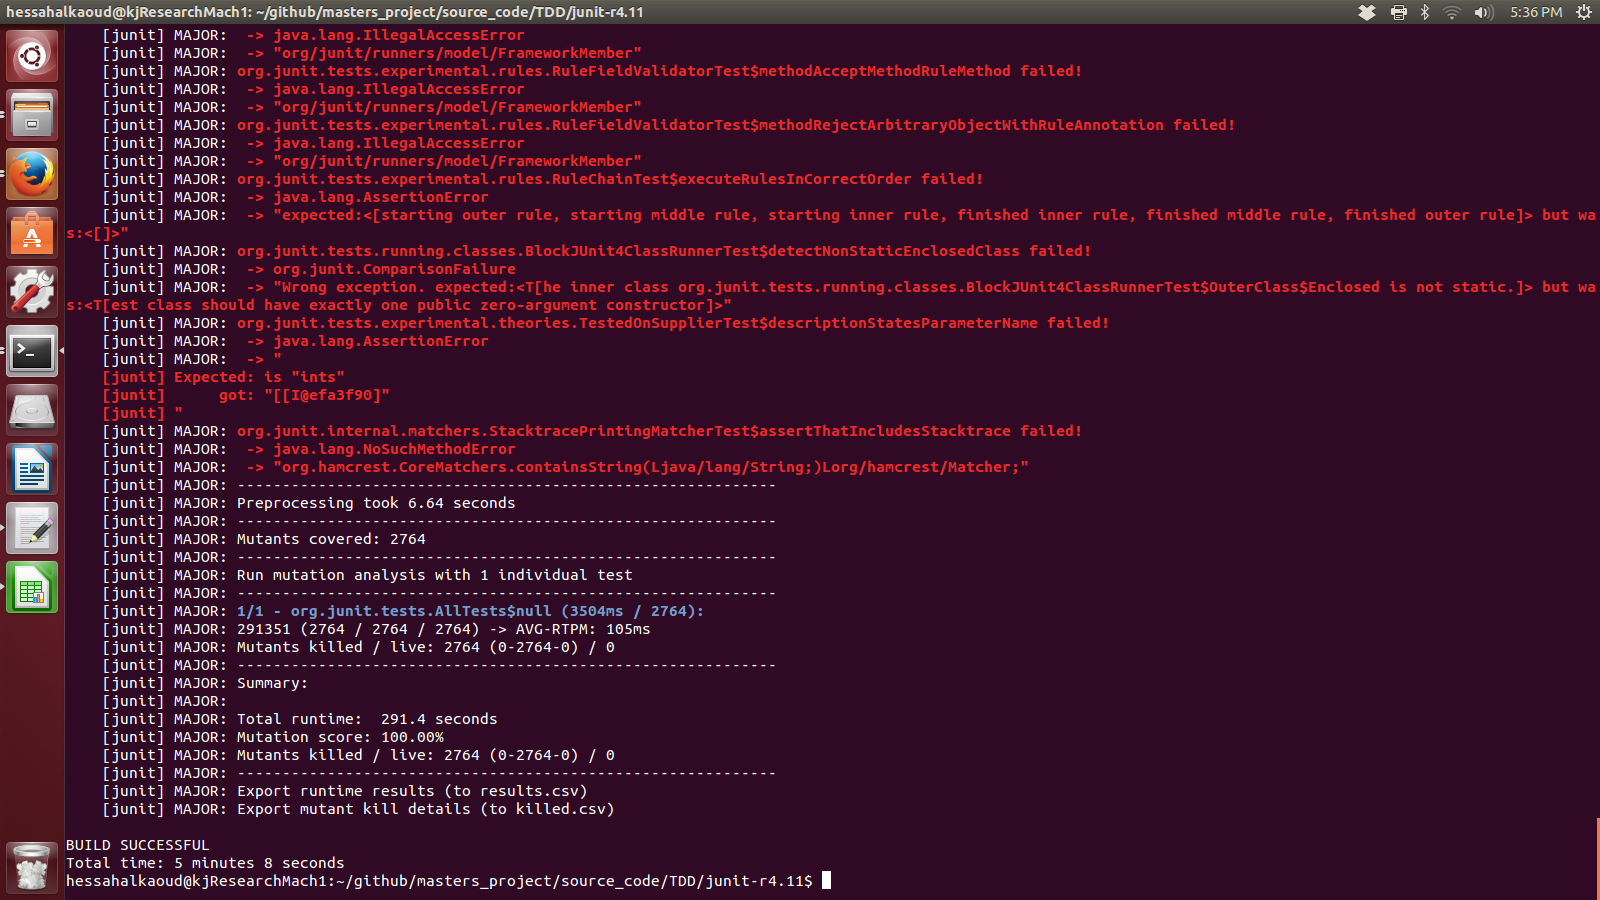 hessahalkaoud@kjResearchMach1: ~/github/masters_project/source_code/TDD/junit-r4.11
5:36 PM
[junit] MAJOR:  -> java.lang.IllegalAccessError
[junit] MAJOR:  -> "org/junit/runners/model/FrameworkMember"
[junit] MAJOR: org.junit.tests.experimental.rules.RuleFieldValidatorTest$methodAcceptMethodRuleMethod failed!
[junit] MAJOR:  -> java.lang.IllegalAccessError
[junit] MAJOR:  -> "org/junit/runners/model/FrameworkMember"
[junit] MAJOR: org.junit.tests.experimental.rules.RuleFieldValidatorTest$methodRejectArbitraryObjectWithRuleAnnotation failed!
[junit] MAJOR:  -> java.lang.IllegalAccessError
[junit] MAJOR:  -> "org/junit/runners/model/FrameworkMember"
[junit] MAJOR: org.junit.tests.experimental.rules.RuleChainTest$executeRulesInCorrectOrder failed!
[junit] MAJOR:  -> java.lang.AssertionError
[junit] MAJOR:  -> "expected:<[starting outer rule, starting middle rule, starting inner rule, finished inner rule, finished middle rule, finished outer rule]> but wa
s:<[]>"
[junit] MAJOR: org.junit.tests.running.classes.BlockJUnit4ClassRunnerTest$detectNonStaticEnclosedClass failed!
[junit] MAJOR:  -> org.junit.ComparisonFailure
[junit] MAJOR:  -> "Wrong exception. expected:<T[he inner class org.junit.tests.running.classes.BlockJUnit4ClassRunnerTest$OuterClass$Enclosed is not static.]> but wa
s:<T[est class should have exactly one public zero-argument constructor]>"
[junit] MAJOR: org.junit.tests.experimental.theories.TestedOnSupplierTest$descriptionStatesParameterName failed!
[junit] MAJOR:  -> java.lang.AssertionError
[junit] MAJOR:  -> "
[junit] Expected: is "ints"
[junit]      got: "[[I@efa3f90]"
[junit] "
[junit] MAJOR: org.junit.internal.matchers.StacktracePrintingMatcherTest$assertThatIncludesStacktrace failed!
[junit] MAJOR:  -> java.lang.NoSuchMethodError
[junit] MAJOR:  -> "org.hamcrest.CoreMatchers.containsString(Ljava/lang/String;)Lorg/hamcrest/Matcher;"
[junit] MAJOR: ------------------------------------------------------------
[junit] MAJOR: Preprocessing took 6.64 seconds
[junit] MAJOR: ------------------------------------------------------------
[junit] MAJOR: Mutants covered: 2764
[junit] MAJOR: ------------------------------------------------------------
[junit] MAJOR: Run mutation analysis with 1 individual test
[junit] MAJOR: ------------------------------------------------------------
[junit] MAJOR: 1/1 - org.junit.tests.AllTests$null (3504ms / 2764):
[junit] MAJOR: 291351 (2764 / 2764 / 2764) -> AVG-RTPM: 105ms
[junit] MAJOR: Mutants killed / live: 2764 (0-2764-0) / 0
[junit] MAJOR: ------------------------------------------------------------
[junit] MAJOR: Summary:
[junit] MAJOR:
[junit] MAJOR: Total runtime:  291.4 seconds
[junit] MAJOR: Mutation score: 100.00%
[junit] MAJOR: Mutants killed / live: 2764 (0-2764-0) / 0
[junit] MAJOR: ------------------------------------------------------------
[junit] MAJOR: Export runtime results (to results.csv)
[junit] MAJOR: Export mutant kill details (to killed.csv)
BUILD SUCCESSFUL
Total time: 5 minutes 8 seconds
hessahalkaoud@kjResearchMach1:~/github/masters_project/source_code/TDD/junit-r4.11$